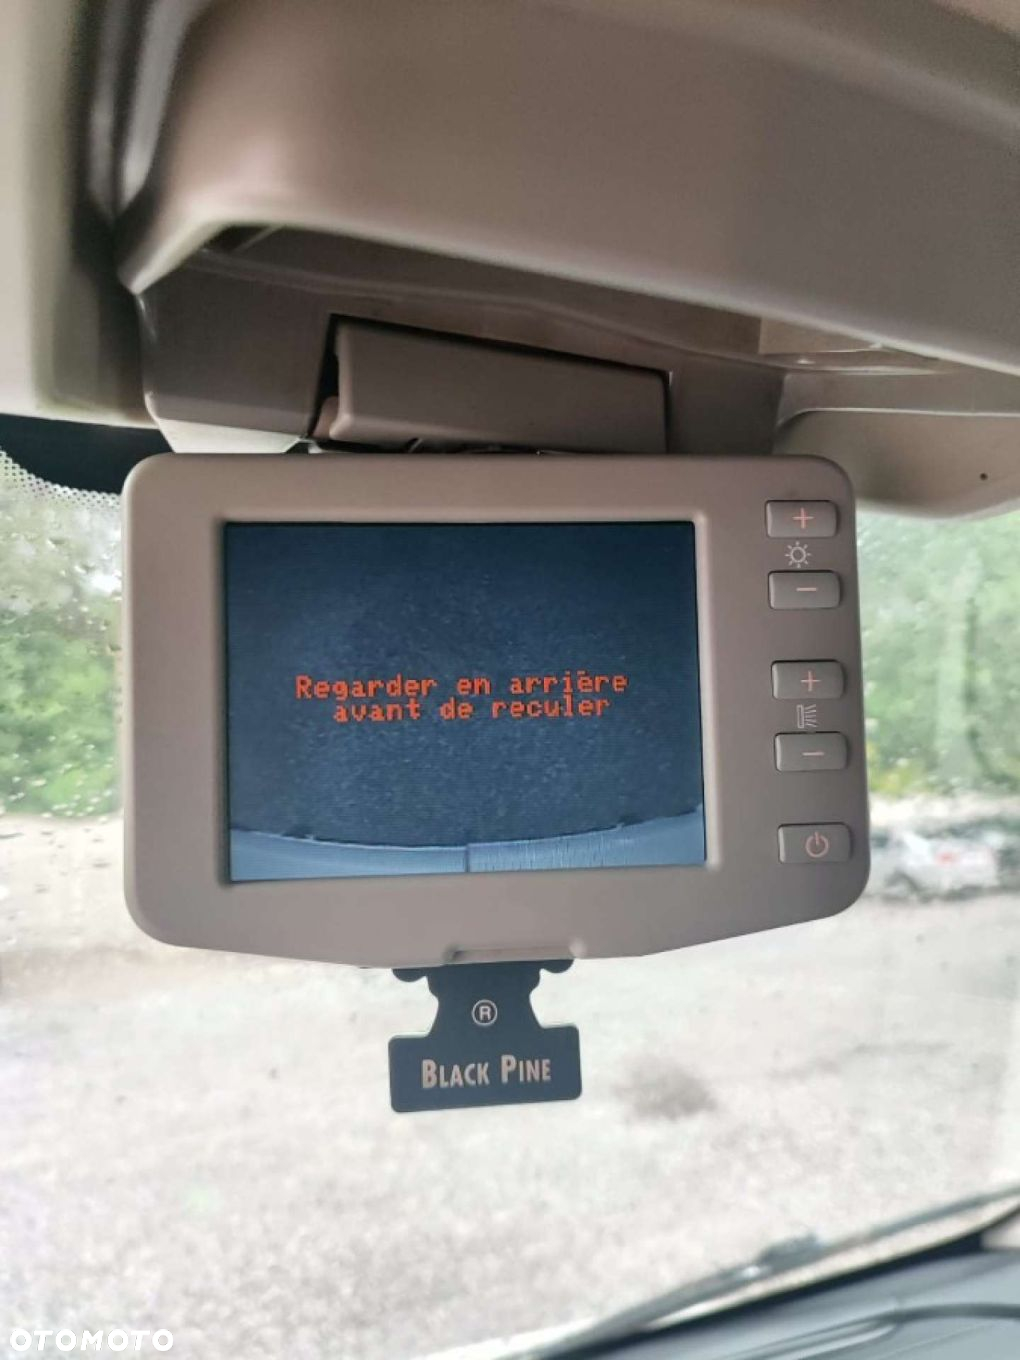 Regarder en arrière
avant de reculer
®
BLACK PINE
OTOMOTO